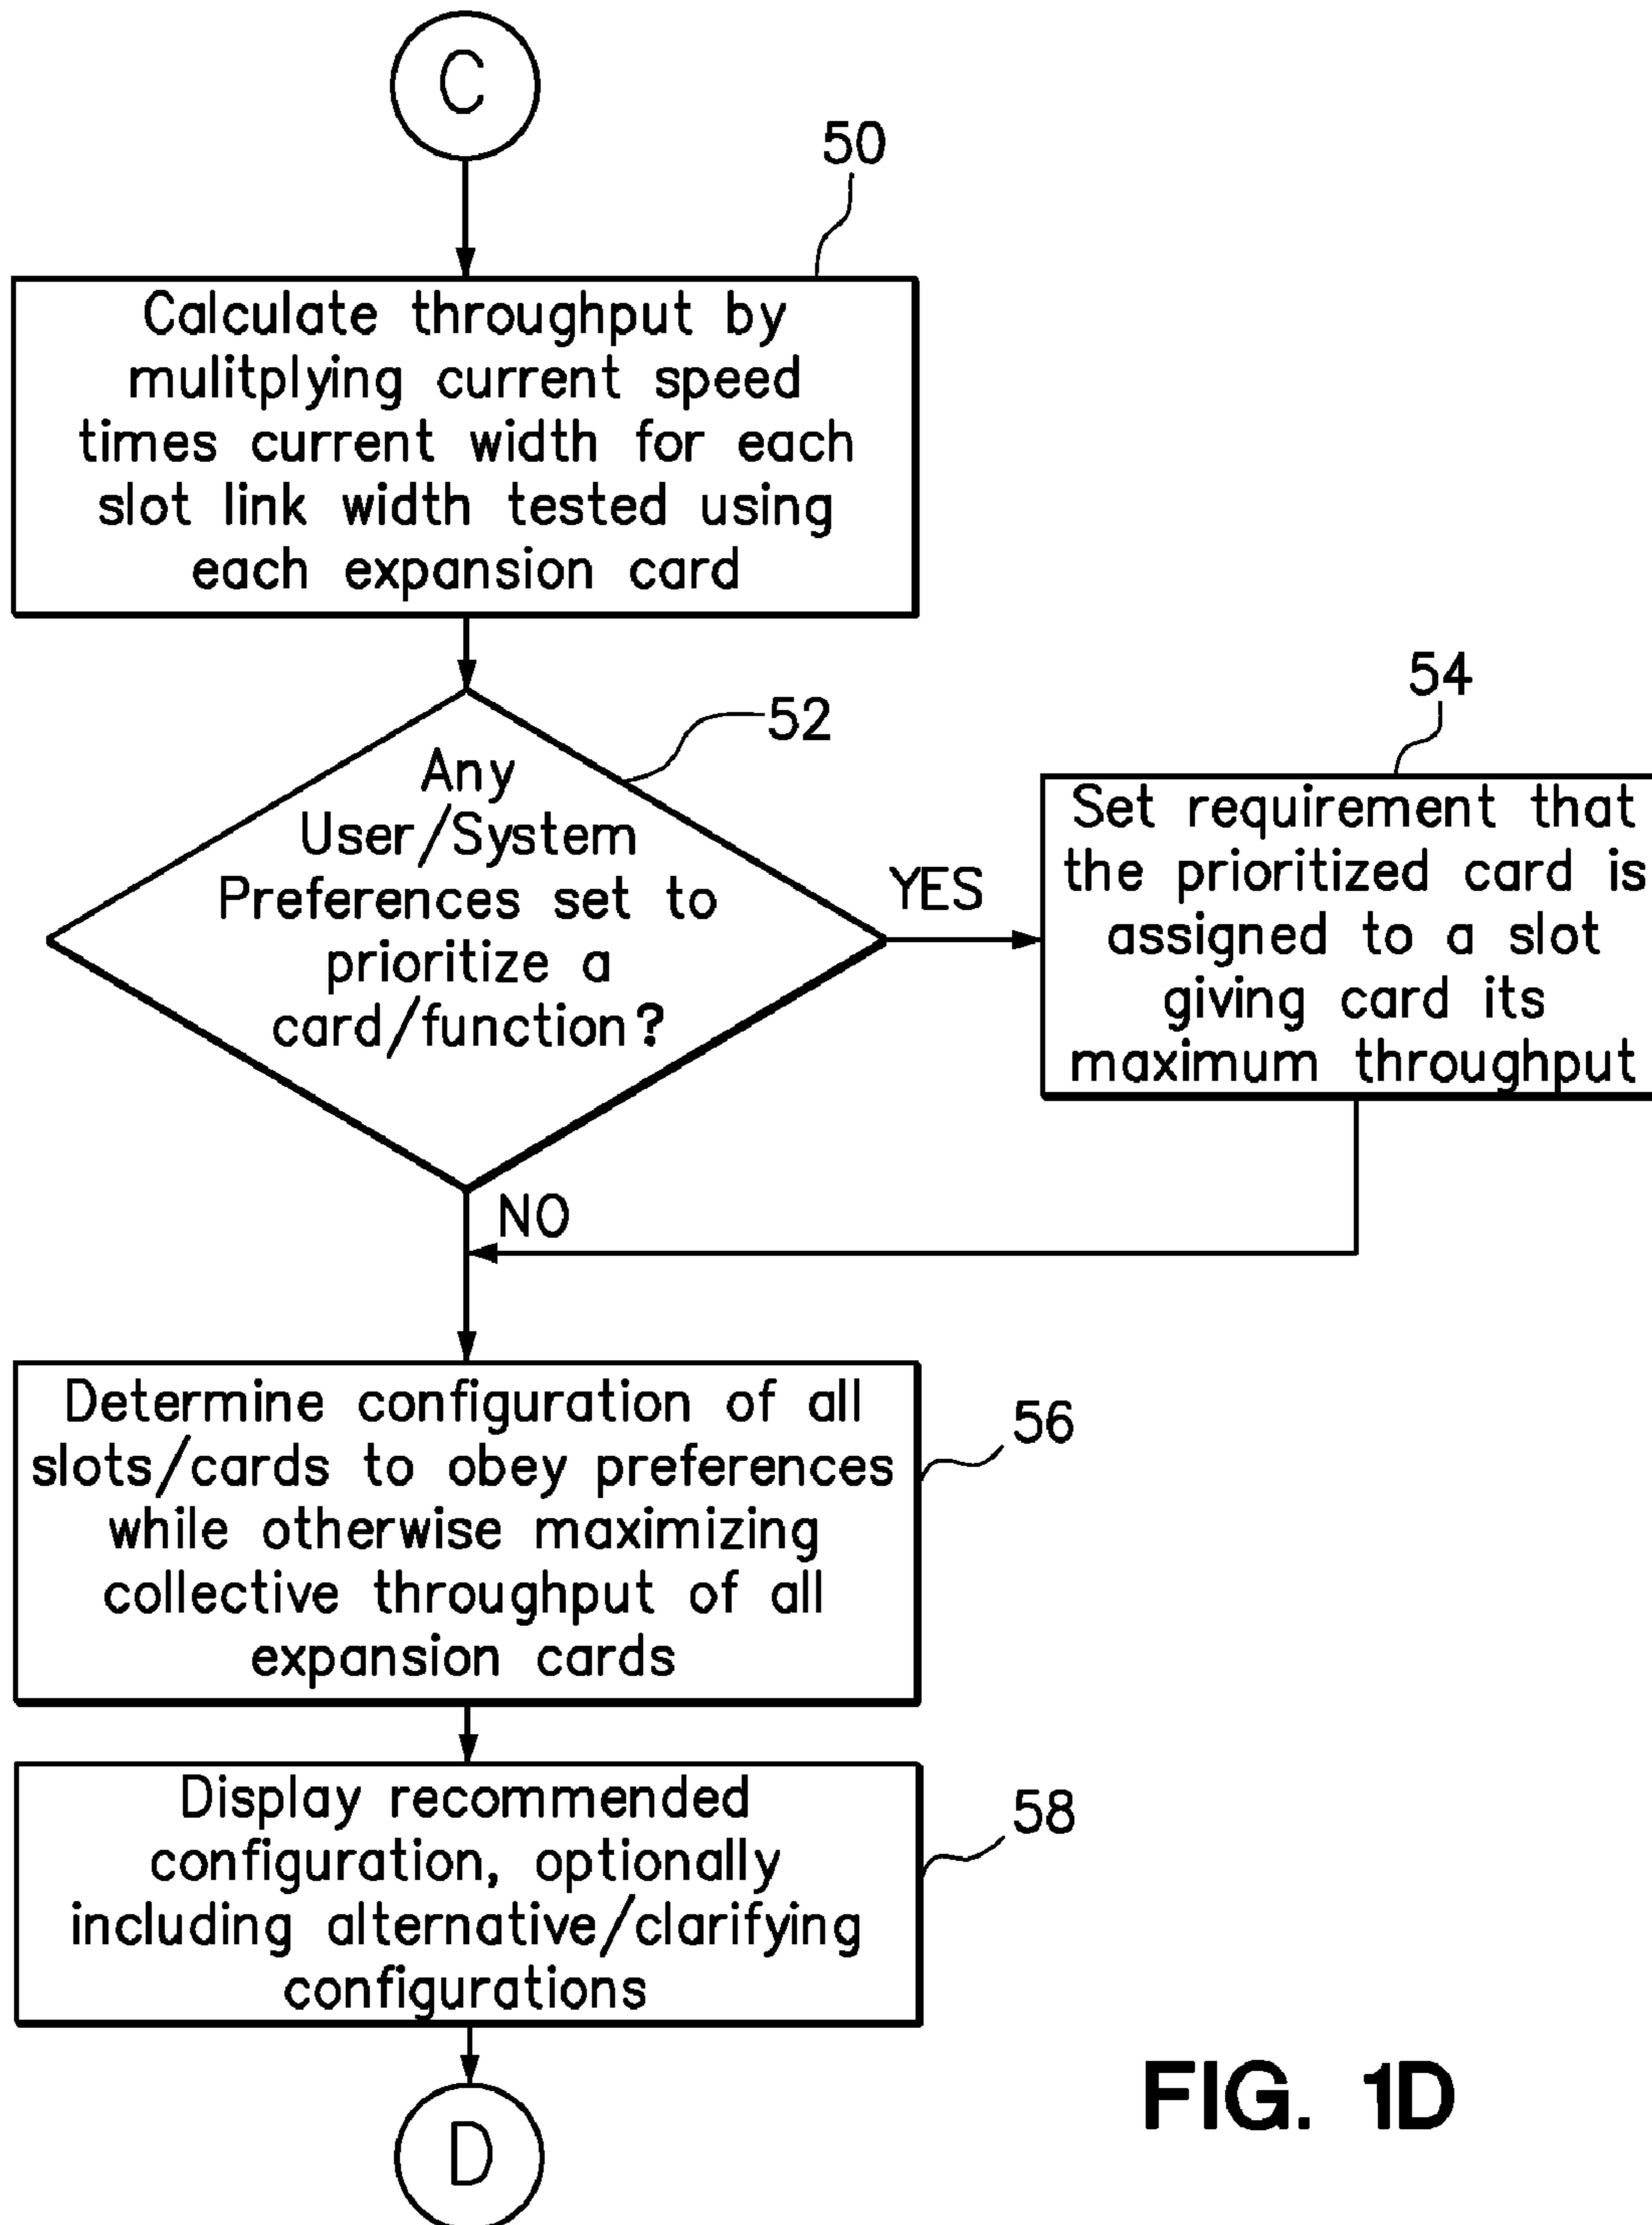 C
50
Calculate throughput by
mulitplying current speed
times current width for each
slot link width tested using
each expansion card
52
Any
User/System
Preferences set to
prioritize a
card/function?
YES
54
Set requirement that
the prioritized card is
assigned to a slot
giving card its
maximum throughput
NO
Determine configuration of all
slots/cards to obey preferences
while otherwise maximizing
collective throughput of all
expansion cards
56
Display recommended
configuration, optionally
including alternative/clarifying
configurations
58
D
FIG. 1D